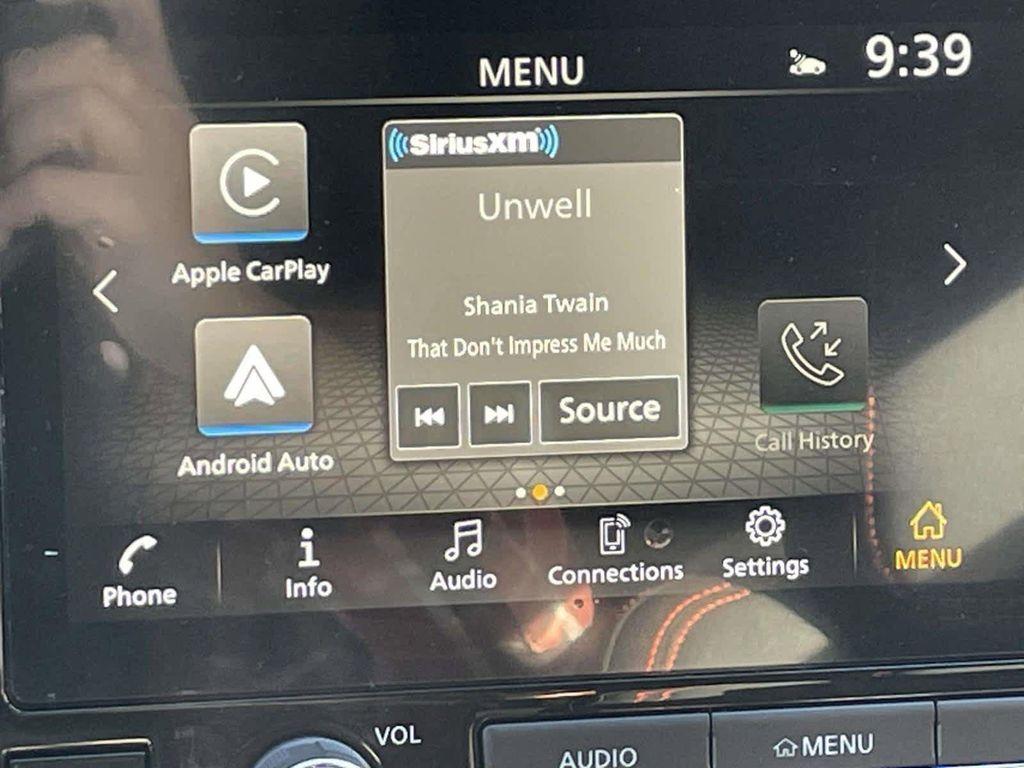 MENU
9:39
SiriusXM
Unwell
Apple CarPlay
Shania Twain
That Don't Impress Me Much
Source
Call History
Android Auto
Phone
Info
Audio
Connections
Settings
MENU
VOL
AUDIO
MENU